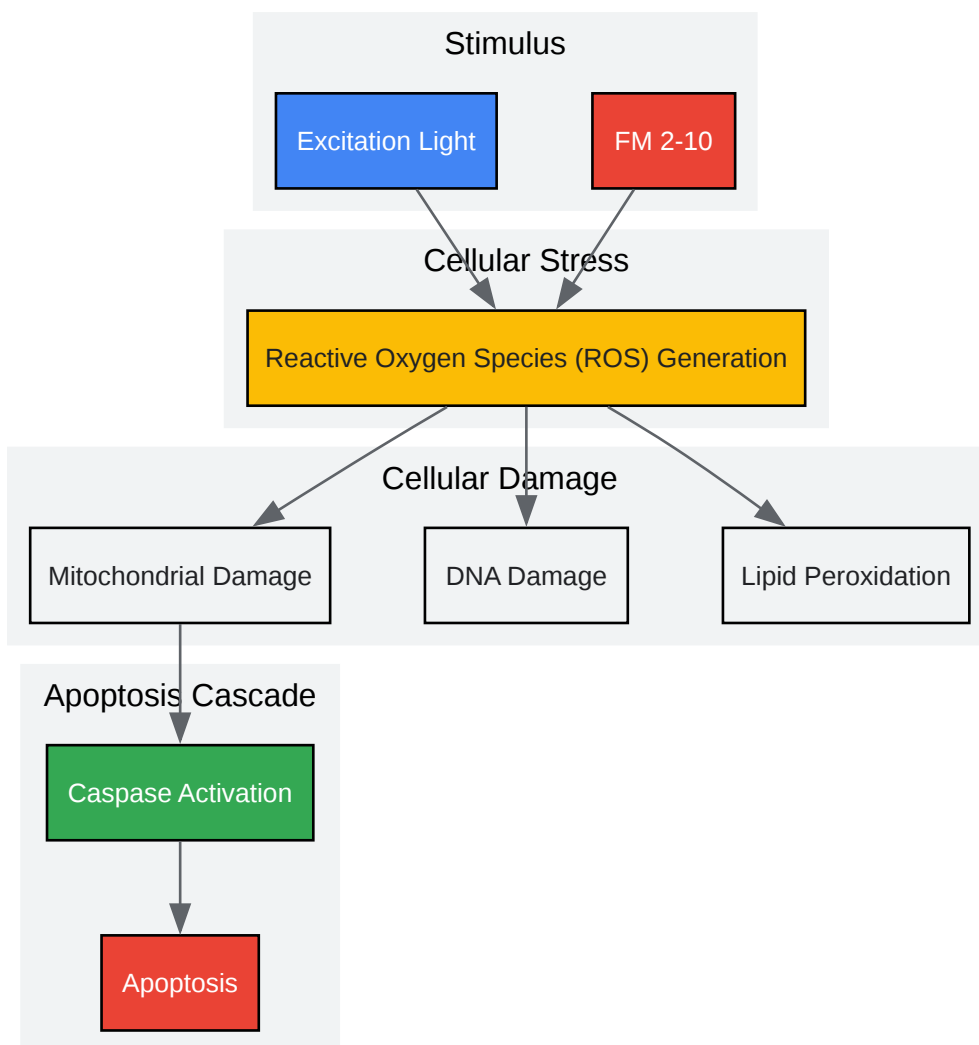 Stimulus
Excitation Light
FM 2-10
Cellular Stress
Reactive Oxygen Species (ROS) Generation
Cellular Damage
Mitochondrial Damage
DNA Damage
Lipid Peroxidation
Apoptosis Cascade
Caspase Activation
Apoptosis